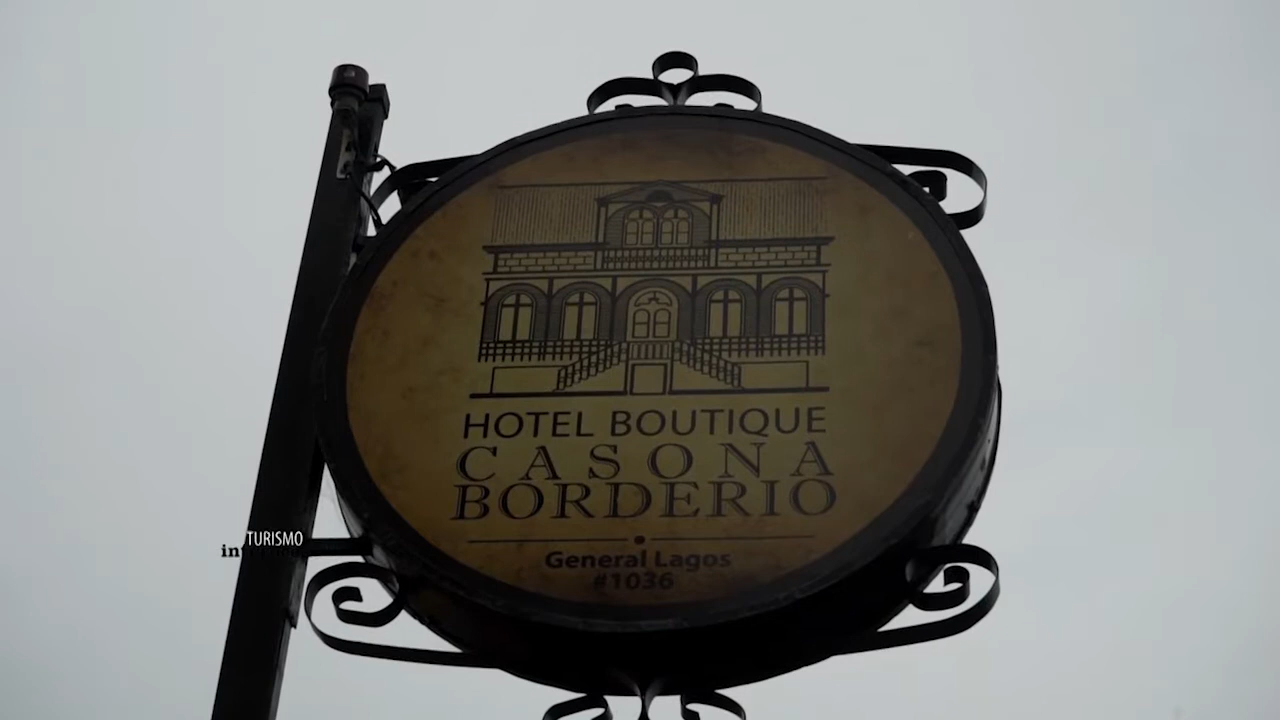 HOTEL BOUTIQUE
CASONA
BORDERIO
General Lagos
#1036
TURISMO